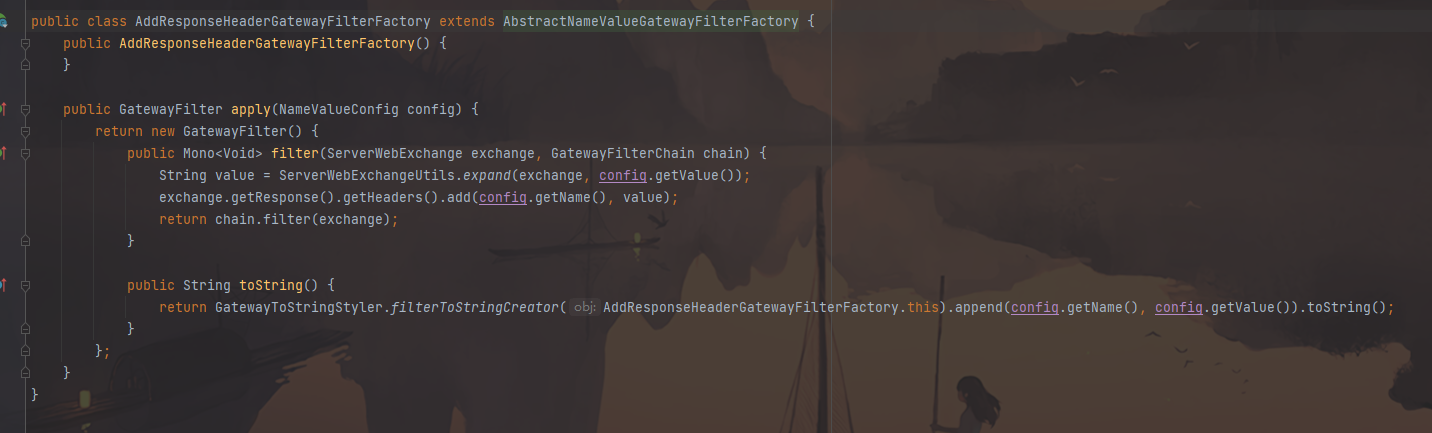 public class AddResponseHeaderGatewayFilterFactory extends AbstractNameValueGatewayFilterFactory {
public AddResponseHeaderGatewayFilterFactory() {
}
public GatewayFilter apply(NameValueConfig config) {
return new GatewayFilter() {
public Mono<Void> filter(ServerWebExchange exchange, GatewayFilterChain chain) {
String value = ServerWebExchangeUtils.expand(exchange, config.getValue());
exchange.getResponse().getHeaders().add(config.getName(), value);
return chain.filter(exchange);
}
public String toString() {
return GatewayToStringStyler.filterToStringCreator( obj: AddResponseHeaderGatewayFilterFactory.this).append(config.getName(), config.getValue()).toString();
}
};
}
}